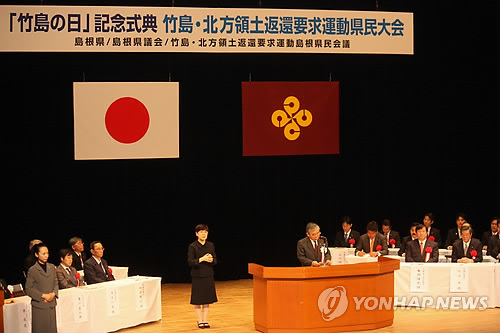 「竹島の日」記念式典 竹島・北方領土返還要求運動県民大会
島根県/島根県議会/竹島・北方領土返還要求運動島根県民会議
YONHAP NEWS